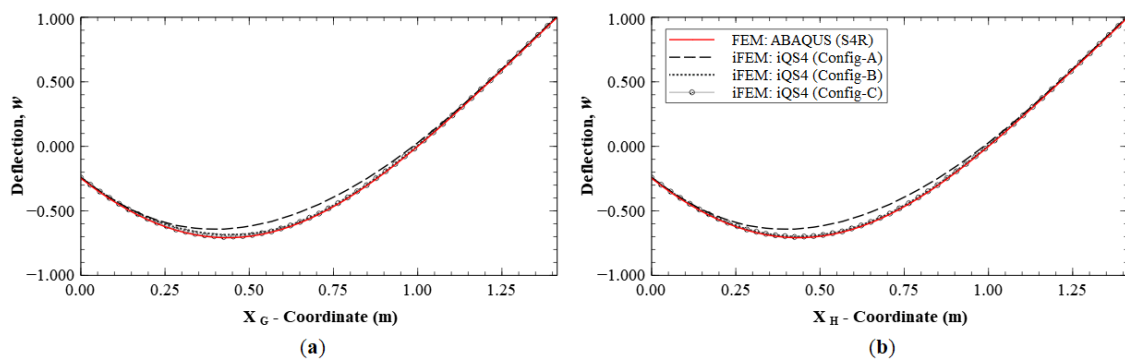 1.000
0.500
0.000
−0.500
−1.000
Deflection, w
0.00 0.25 0.50 0.75 1.00 1.25
X G - Coordinate (m)
(a)
1.000
0.500
0.000
−0.500
−1.000
Deflection, w
FEM: ABAQUS (S4R)
iFEM: iQS4 (Config-A)
iFEM: iQS4 (Config-B)
iFEM: iQS4 (Config-C)
0.00 0.25 0.50 0.75 1.00 1.25
X H - Coordinate (m)
(b)